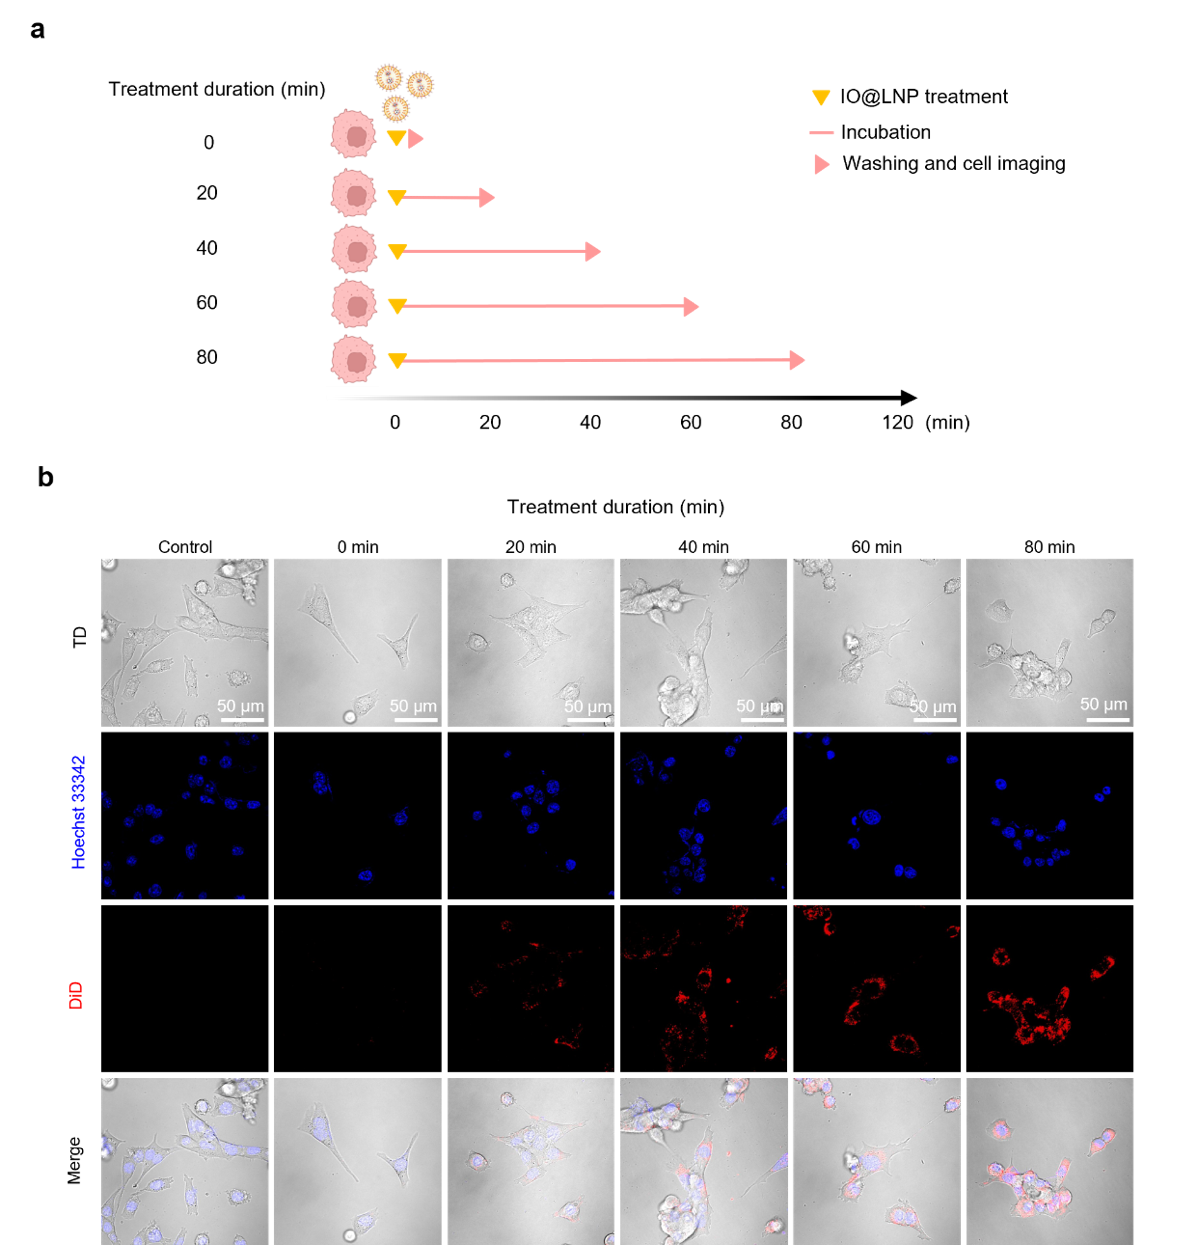 a
Treatment duration (min)
IO@LNP treatment
Incubation
Washing and cell imaging
0
20
40
60
80
0 20 40 60 80 120 (min)
b
Treatment duration (min)
Control 0 min 20 min 40 min 60 min 80 min
TD
50 µm 50 µm 50 µm 50 µm 50 µm 50 µm
Hoechst 33342
DiD
Merge